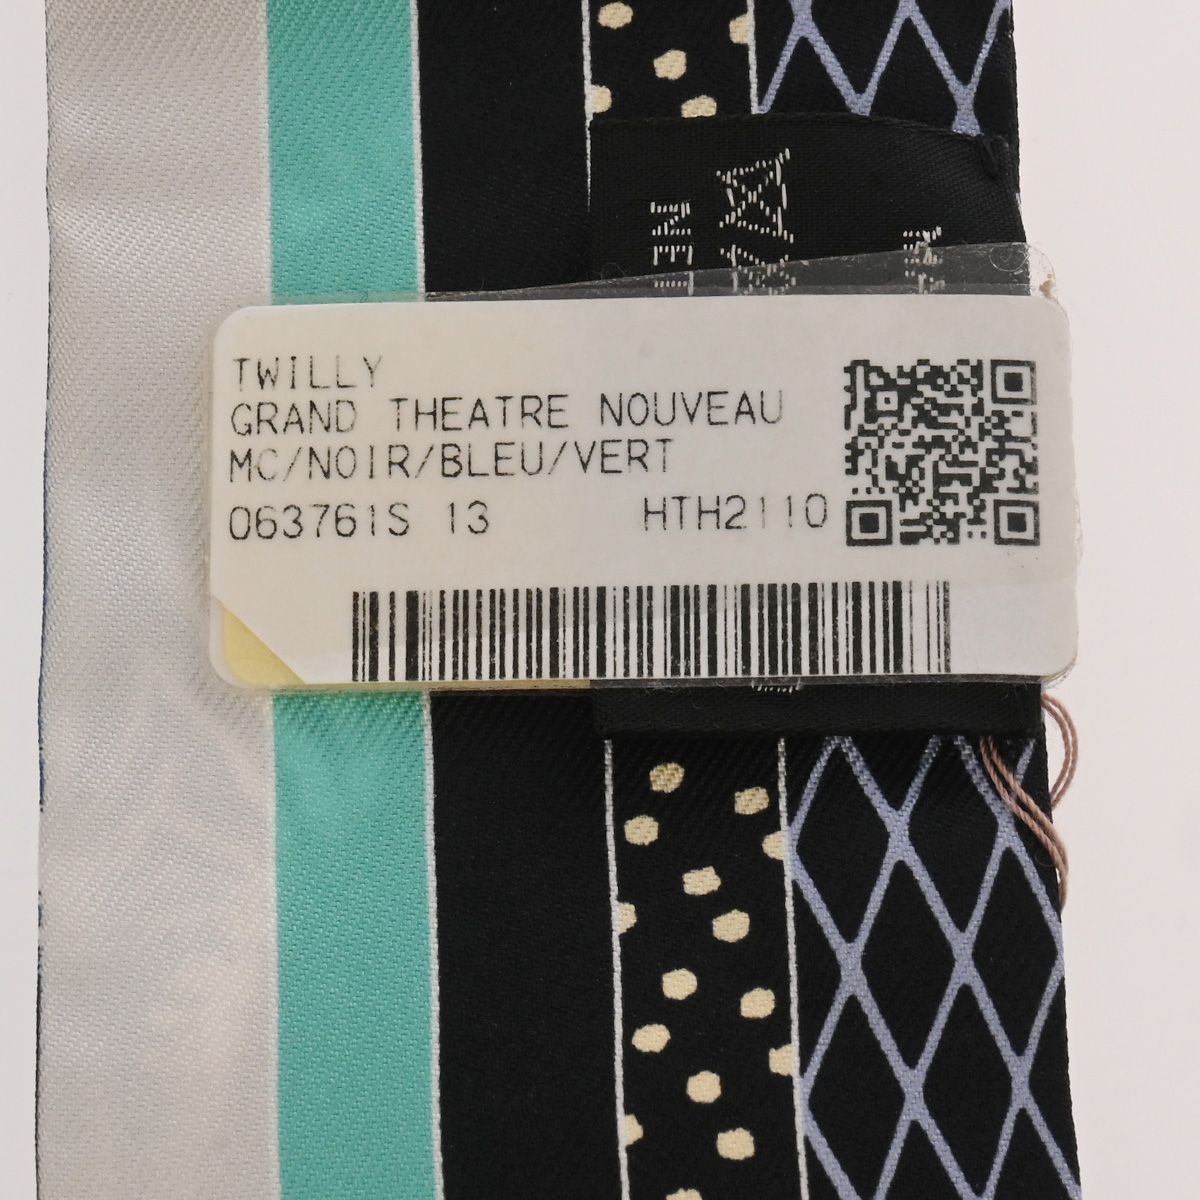 TWILLY
GRAND THEATRE NOUVEAU
MC/NOIR/BLEU/VERT
063761S 13 HTH2110